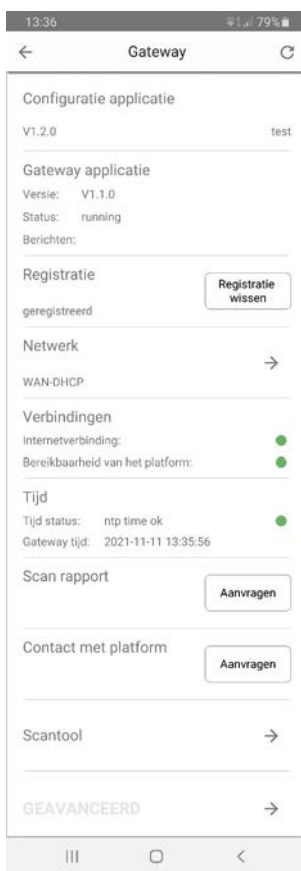 13:36 79%
Gateway
Configuratie applicatie
V1.2.0 test
Gateway applicatie
Versie: V1.1.0
Status: running
Berichten:
Registratie
Registratie
wissen
geregistreerd
Netwerk
WAN-DHCP
Verbindingen
Internetverbinding:
Bereikbaarheid van het platform:
Tijd
Tijd status: ntp time ok
Gateway tijd: 2021-11-11 13:35:56
Scan rapport
Aanvragen
Contact met platform
Aanvragen
Scantool
GEAVANCEERD